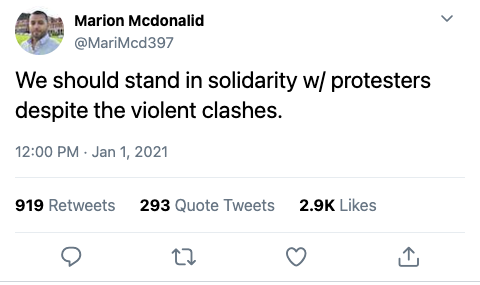 Marion Mcdonalid
@MariMcd397
We should stand in solidarity w/ protesters
despite the violent clashes.
12:00 PM · Jan 1, 2021
919 Retweets 293 Quote Tweets 2.9K Likes